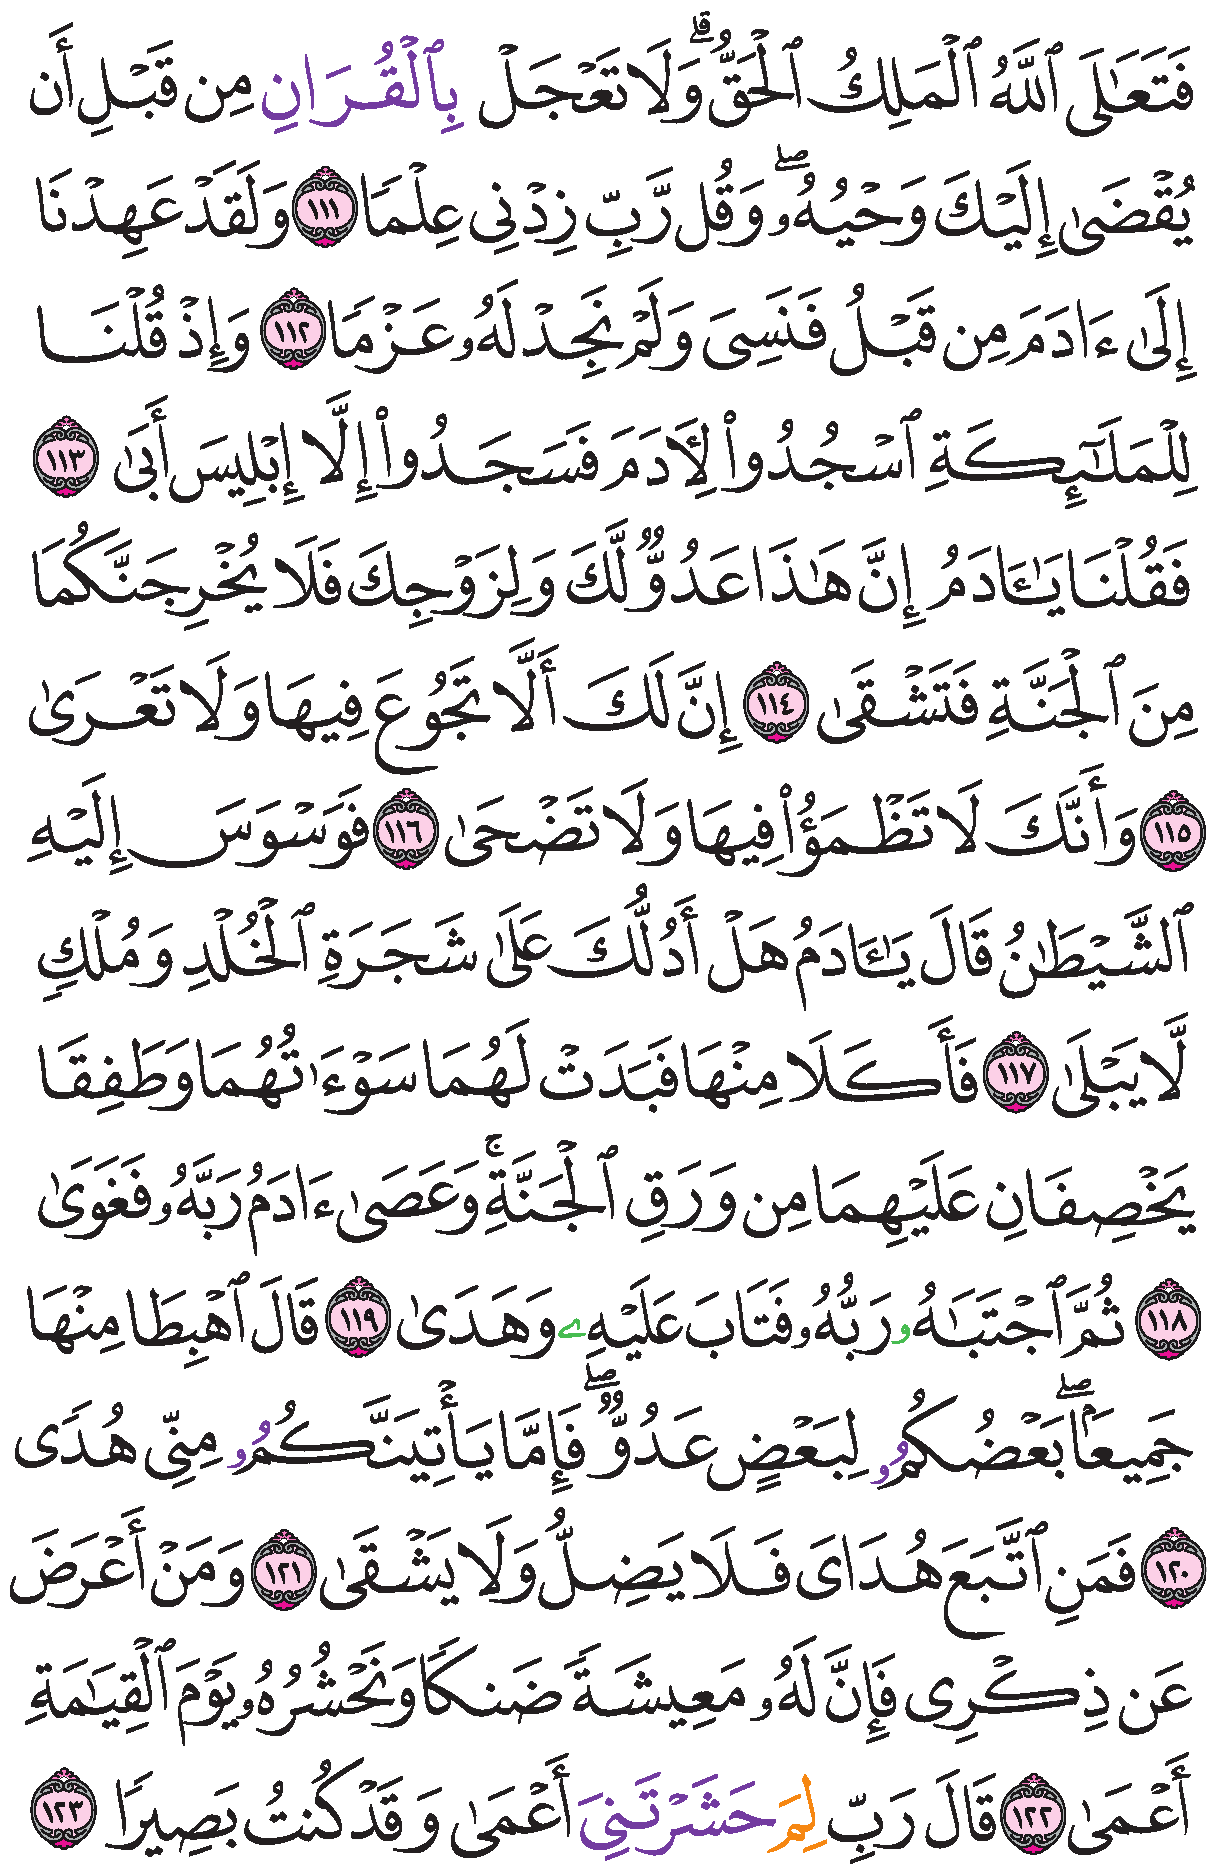 فَتَعَٰلَى ٱللَّهُ ٱلْمَلِكُ ٱلْحَقُّ ۗ وَلَا تَعْجَلْ بِٱلْقُرَانِ مِن قَبْلِ أَن
يُقْضَىٰ إِلَيْكَ وَحْيُهُۥ ۖ وَقُل رَّبِّ زِدْنِى عِلْمًا ١١١ وَلَقَدْ عَهِدْنَا
إِلَىٰ ءَادَمَ مِن قَبْلُ فَنَسِىَ وَلَمْ نَجِدْ لَهُۥ عَزْمًا ١١٢ وَإِذْ قُلْنَا
لِلْمَلَٰٓئِكَةِ ٱسْجُدُوا۟ لِأَدَمَ فَسَجَدُوا۟ إِلَّا إِبْلِيسَ أَبَىٰ ١١٣
فَقُلْنَا يَٰـَٔادَمُ إِنَّ هَٰذَا عَدُوٌّ لَّكَ وَلِزَوْجِكَ فَلَا يُخْرِجَنَّكُمَا
مِنَ ٱلْجَنَّةِ فَتَشْقَىٰ ١١٤ إِنَّ لَكَ أَلَّا تَجُوعَ فِيهَا وَلَا تَعْرَىٰ
١١٥ وَأَنَّكَ لَا تَظْمَؤُا۟ فِيهَا وَلَا تَضْحَىٰ ١١٦ فَوَسْوَسَ إِلَيْهِ
ٱلشَّيْطَٰنُ قَالَ يَٰـَٔادَمُ هَلْ أَدُلُّكَ عَلَىٰ شَجَرَةِ ٱلْخُلْدِ وَمُلْكٍ
لَّا يَبْلَىٰ ١١٧ فَأَكَلَا مِنْهَا فَبَدَتْ لَهُمَا سَوْءَٰتُهُمَا وَطَفِقَا
يَخْصِفَانِ عَلَيْهِمَا مِن وَرَقِ ٱلْجَنَّةِ ۚ وَعَصَىٰ ءَادَمُ رَبَّهُۥ فَغَوَىٰ
١١٨ ثُمَّ ٱجْتَبَٰهُۥ رَبُّهُۥ فَتَابَ عَلَيْهِۦ وَهَدَىٰ ١١٩ قَالَ ٱهْبِطَا مِنْهَا
جَمِيعًۢا ۖ بَعْضُكُمُۥ لِبَعْضٍ عَدُوٌّ ۖ فَإِمَّا يَأْتِيَنَّكُمُۥ مِنِّى هُدًى
١٢٠ فَمَنِ ٱتَّبَعَ هُدَاىَ فَلَا يَضِلُّ وَلَا يَشْقَىٰ ١٢١ وَمَنْ أَعْرَضَ
عَن ذِكْرِى فَإِنَّ لَهُۥ مَعِيشَةً ضَنكًا وَنَحْشُرُهُۥ يَوْمَ ٱلْقِيَٰمَةِ
أَعْمَىٰ ١٢٢ قَالَ رَبِّ لِمَ حَشَرْتَنِىَ أَعْمَىٰ وَقَدْ كُنتُ بَصِيرًا ١٢٣